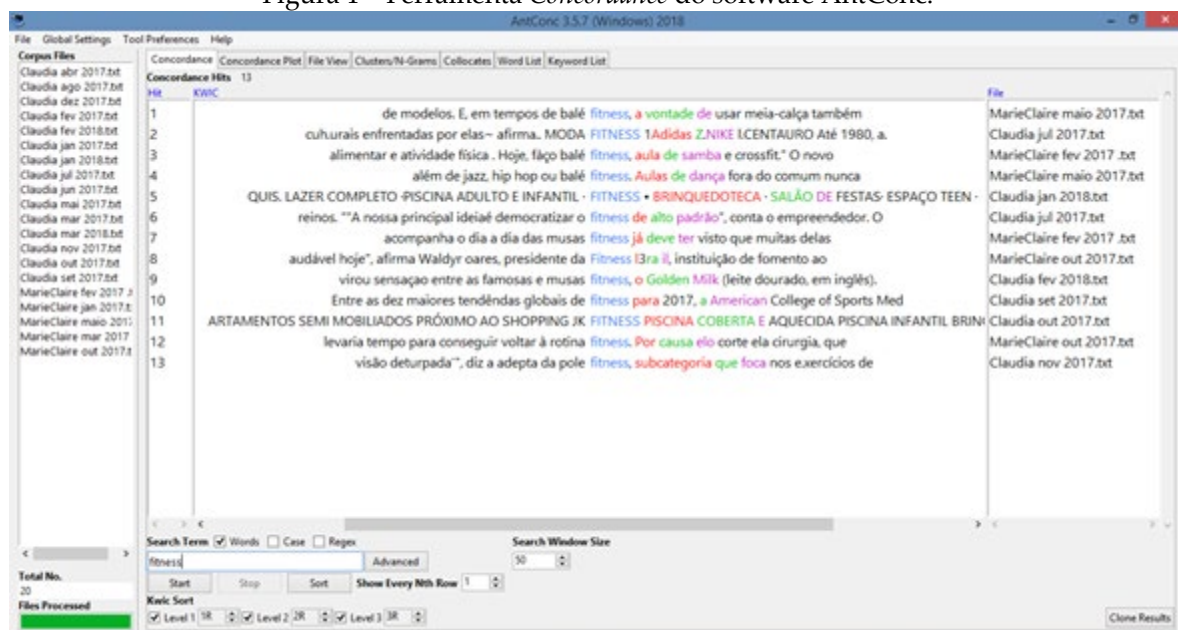 Figura 1 - Ferramenta Concordance do software AntConc.
AntConc 3.5.7 (Windows) 2018
File Global Settings Tool Preferences Help
Corpus Files
Claudia abr 2017.txt
Claudia ago 2017.txt
Claudia dez 2017.txt
Claudia fev 2017.txt
Claudia fev 2018.txt
Claudia jan 2017.txt
Claudia jan 2018.txt
Claudia jul 2017.txt
Claudia jun 2017.txt
Claudia mai 2017.txt
Claudia mar 2017.txt
Claudia mar 2018.txt
Claudia nov 2017.txt
Claudia out 2017.txt
Claudia set 2017.txt
MarieClaire fev 2017 .t
MarieClaire jan 2017.t
MarieClaire maio 2017
MarieClaire mar 2017
MarieClaire out 2017.t
Total No.
20
Files Processed
Concordance Concordance Plot File View Clusters/N-Grams Collocates Word List Keyword List
Concordance Hits 13
Hit KWIC File
1 de modelos. E, em tempos de balé fitness, a vontade de usar meia-calça também MarieClaire maio 2017.txt
2 cuh.urais enfrentadas por elas~ afirma.. MODA FITNESS 1Adidas Z.NIKE l.CENTAURO Até 1980, a. Claudia jul 2017.txt
3 alimentar e atividade física . Hoje, fãço balé fitness, aula de samba e crossfit." O novo MarieClaire fev 2017 .txt
4 além de jazz, hip hop ou balé fitness. Aulas de dança fora do comum nunca MarieClaire maio 2017.txt
5 QUIS. LAZER COMPLETO ·PISCINA ADULTO E INFANTIL · FITNESS • BRINQUEDOTECA · SALÃO DE FESTAS· ESPAÇO TEEN · Claudia jan 2018.txt
6 reinos. ""A nossa principal ideiaé democratizar o fitness de alto padrão", conta o empreendedor. O Claudia jul 2017.txt
7 acompanha o dia a dia das musas fitness já deve ter visto que muitas delas MarieClaire fev 2017 .txt
8 audável hoje", afirma Waldyr oares, presidente da Fitness l3ra il, instituição de fomento ao MarieClaire out 2017.txt
9 virou sensaçao entre as famosas e musas fitness, o Golden Milk (leite dourado, em inglês). Claudia fev 2018.txt
10 Entre as dez maiores tendêndas globais de fitness para 2017, a American College of Sports Med Claudia set 2017.txt
11 ARTAMENTOS SEMI MOBILIADOS PRÓXIMO AO SHOPPING JK FITNESS PISCINA COBERTA E AQUECIDA PISCINA INFANTIL BRIN Claudia out 2017.txt
12 levaria tempo para conseguir voltar à rotina fitness. Por causa elo corte ela cirurgia, que MarieClaire out 2017.txt
13 visão deturpada'", diz a adepta da pole fitness, subcategoria que foca nos e.xercícios de Claudia nov 2017.txt
Search Term Words Case Regex Search Window Size
fitness Advanced 50
Start Stop Sort Show Every Nth Row 1
Kwic Sort
Level 1 1R Level 2 2R Level 3 3R Clone Results